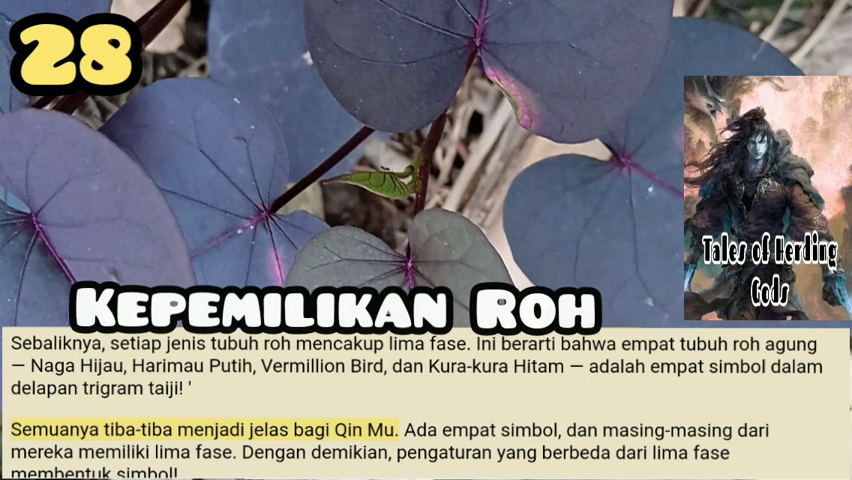 28
Tales of Herding
Gods
KEPEMILIKAN ROH
Sebaliknya, setiap jenis tubuh roh mencakup lima fase. Ini berarti bahwa empat tubuh roh agung
— Naga Hijau, Harimau Putih, Vermillion Bird, dan Kura-kura Hitam — adalah empat simbol dalam
delapan trigram taiji! '
Semuanya tiba-tiba menjadi jelas bagi Qin Mu. Ada empat simbol, dan masing-masing dari
mereka memiliki lima fase. Dengan demikian, pengaturan yang berbeda dari lima fase
membentuk simbol!